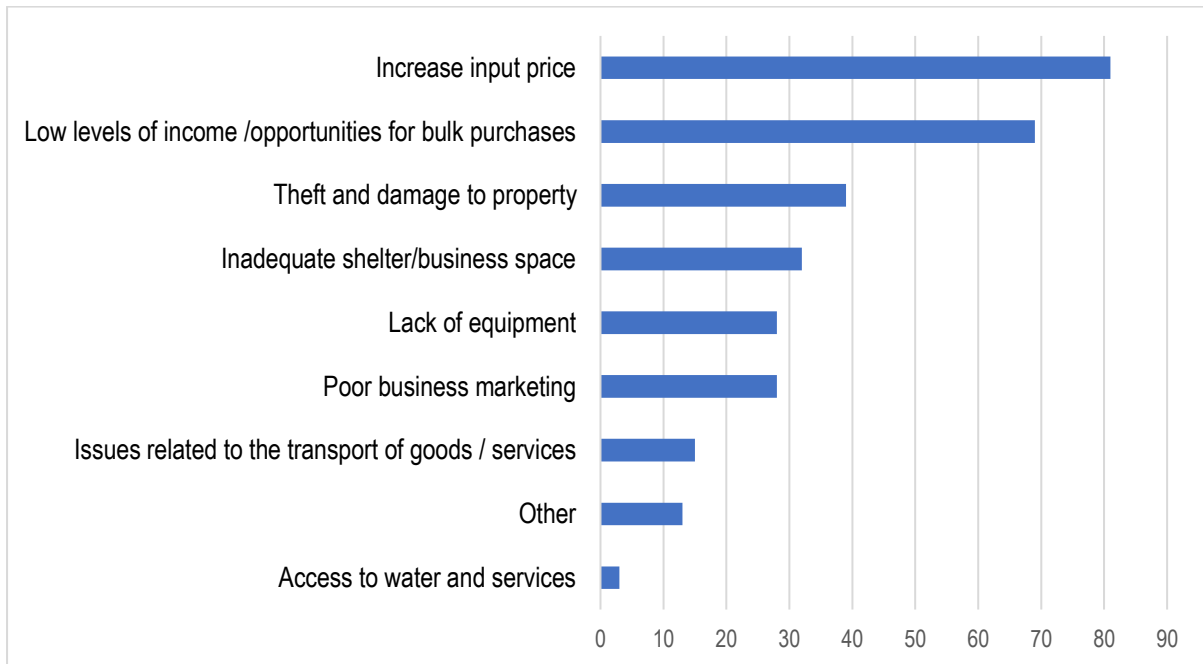 Increase input price
Low levels of income /opportunities for bulk purchases
Theft and damage to property
Inadequate shelter/business space
Lack of equipment
Poor business marketing
Issues related to the transport of goods / services
Other
Access to water and services
0 10 20 30 40 50 60 70 80 90